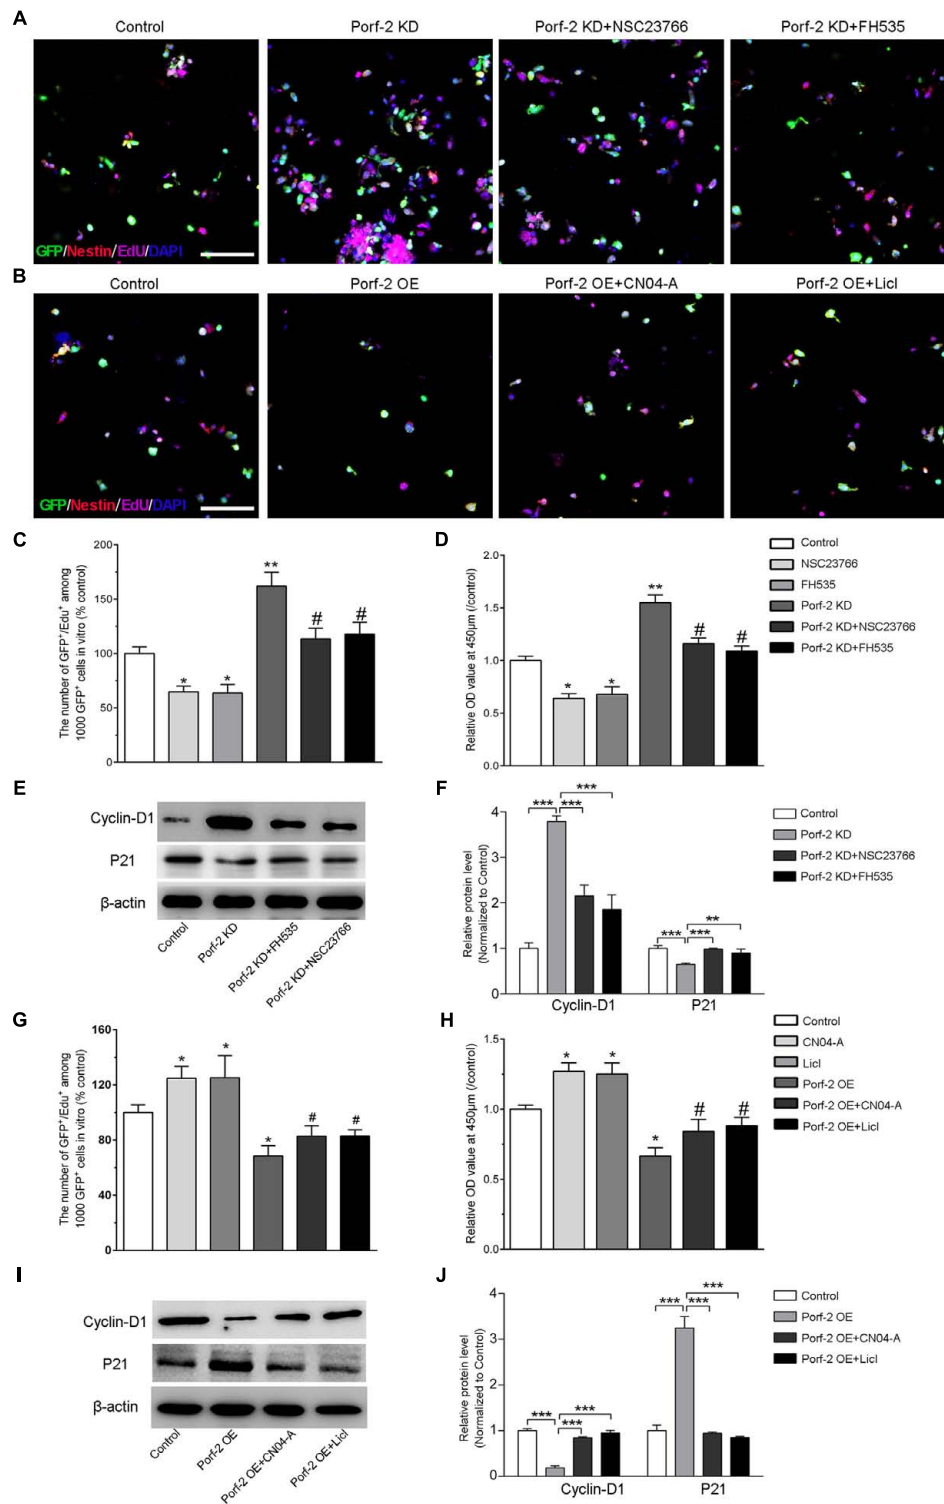 A
Control
Porf-2 KD
Porf-2 KD+NSC23766
Porf-2 KD+FH535
GFP/Nestin/EdU/DAPI
B
Control
Porf-2 OE
Porf-2 OE+CN04-A
Porf-2 OE+Licl
GFP/Nestin/EdU/DAPI
C
The number of GFP⁺/Edu⁺ among
1000 GFP⁺ cells in vitro (% control)
200
150
100
50
0
* * ** # #
D
Relative OD value at 450μm (/control)
2.0
1.5
1.0
0.5
0.0
* * ** # #
Control
NSC23766
FH535
Porf-2 KD
Porf-2 KD+NSC23766
Porf-2 KD+FH535
E
Cyclin-D1
P21
β-actin
Control
Porf-2 KD
Porf-2 KD+FH535
Porf-2 KD+NSC23766
F
Relative protein level
(Normalized to Control)
4
2
0
*** *** ***
*** *** **
Cyclin-D1
P21
Control
Porf-2 KD
Porf-2 KD+NSC23766
Porf-2 KD+FH535
G
The number of GFP⁺/Edu⁺ among
1000 GFP⁺ cells in vitro (% control)
160
120
80
40
0
* * * # #
H
Relative OD value at 450μm (/control)
1.5
1.0
0.5
0.0
* * * # #
Control
CN04-A
Licl
Porf-2 OE
Porf-2 OE+CN04-A
Porf-2 OE+Licl
I
Cyclin-D1
P21
β-actin
Control
Porf-2 OE
Porf-2 OE+CN04-A
Porf-2 OE+Licl
J
Relative protein level
(Normalized to Control)
4
3
2
1
0
*** *** ***
*** *** ***
Cyclin-D1
P21
Control
Porf-2 OE
Porf-2 OE+CN04-A
Porf-2 OE+Licl